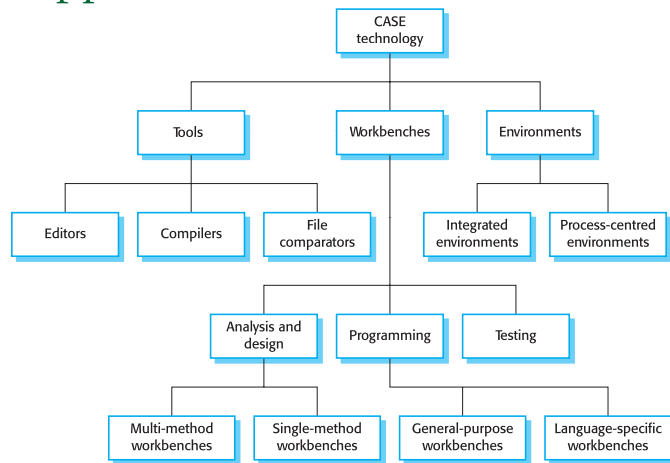 CASE
technology
Tools
Workbenches
Environments
Editors
Compilers
File
comparators
Integrated
environments
Process-centred
environments
Analysis and
design
Programming
Testing
Multi-method
workbenches
Single-method
workbenches
General-purpose
workbenches
Language-specific
workbenches